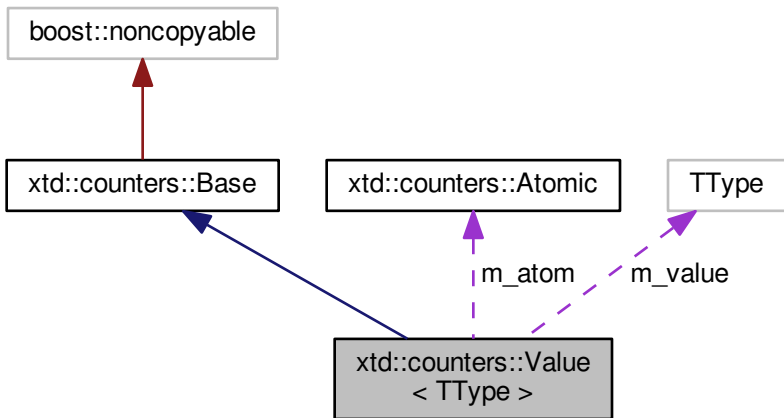 boost::noncopyable
xtd::counters::Base
xtd::counters::Atomic
TType
m_atom
m_value
xtd::counters::Value
< TType >